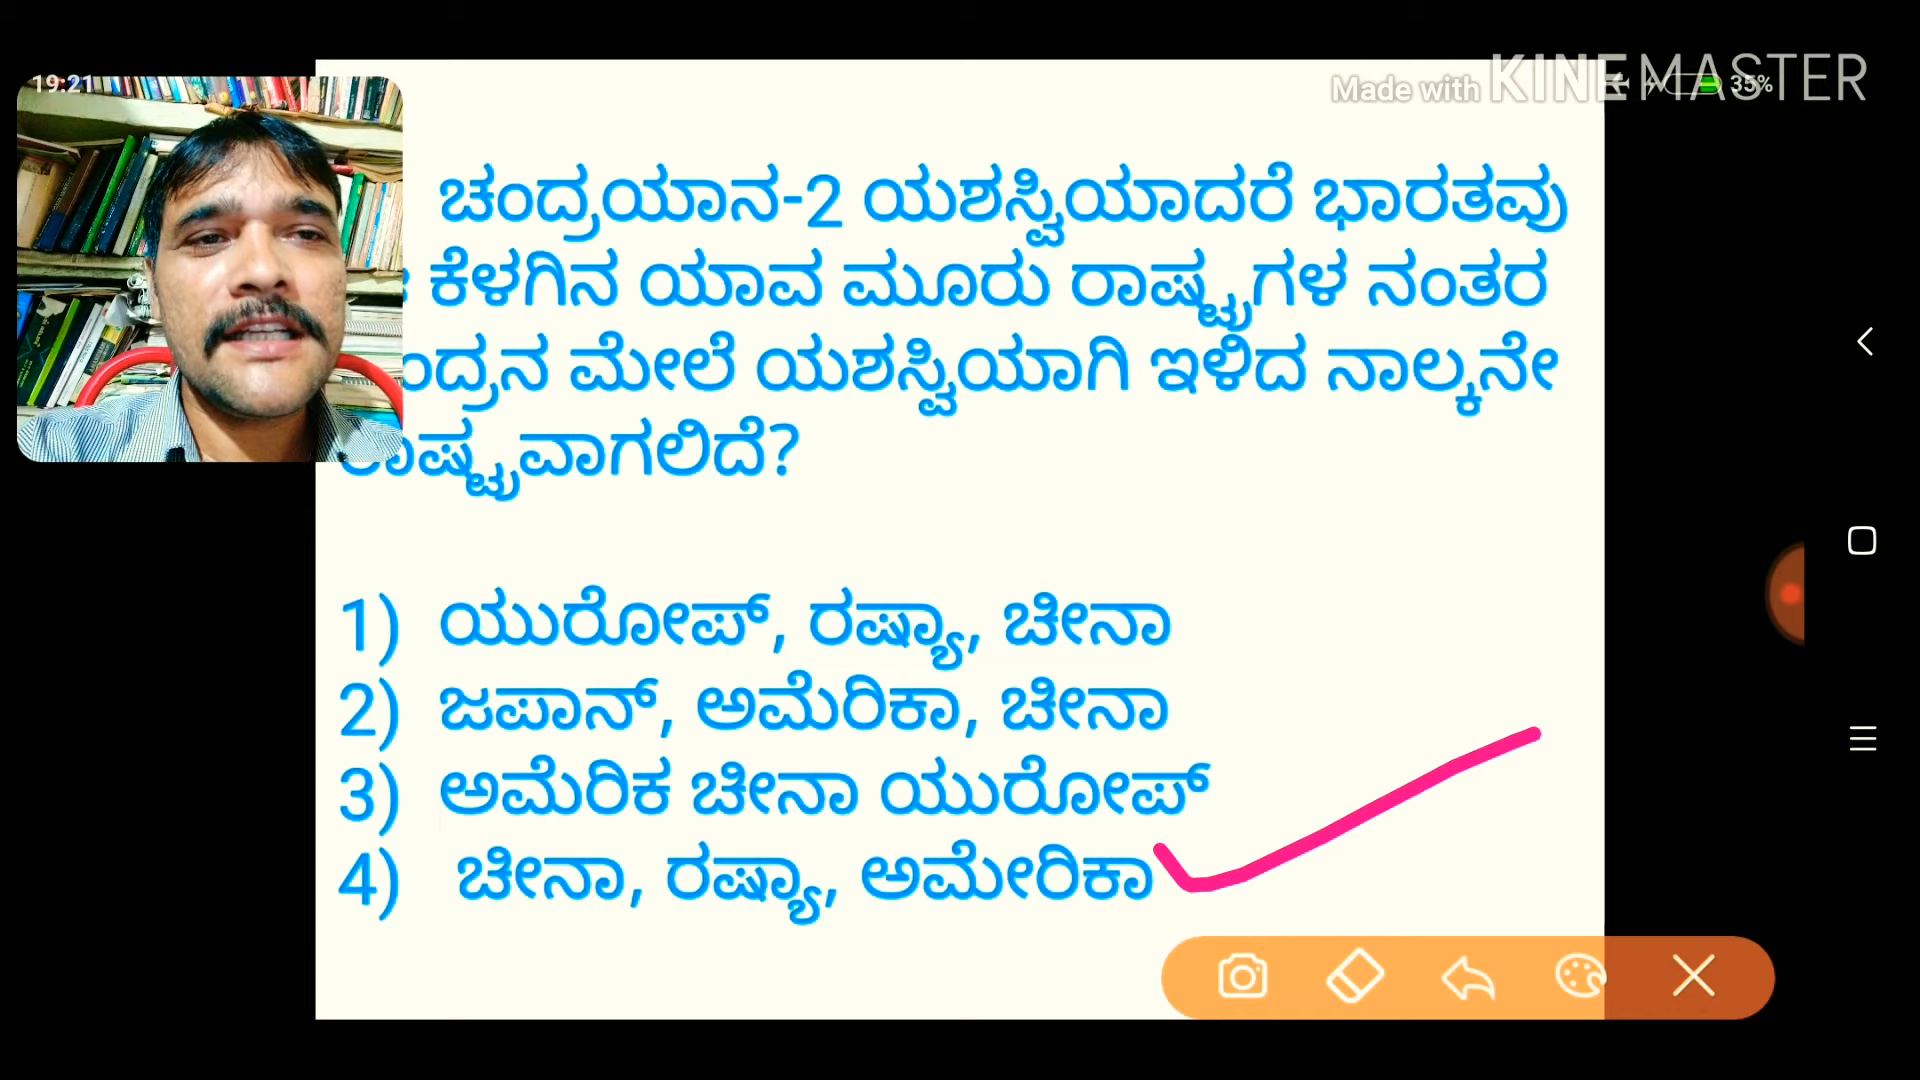 19:21
Made with KINEMASTER
35%
ಚಂದ್ರಯಾನ-2 ಯಶಸ್ವಿಯಾದರೆ ಭಾರತವು
ಕೆಳಗಿನ ಯಾವ ಮೂರು ರಾಷ್ಟ್ರಗಳ ನಂತರ
ಂದ್ರನ ಮೇಲೆ ಯಶಸ್ವಿಯಾಗಿ ಇಳಿದ ನಾಲ್ಕನೇ
ರಾಷ್ಟ್ರವಾಗಲಿದೆ?
1) ಯುರೋಪ್, ರಷ್ಯಾ, ಚೀನಾ
2) ಜಪಾನ್, ಅಮೆರಿಕಾ, ಚೀನಾ
3) ಅಮೆರಿಕ ಚೀನಾ ಯುರೋಪ್
4) ಚೀನಾ, ರಷ್ಯಾ, ಅಮೇರಿಕಾ